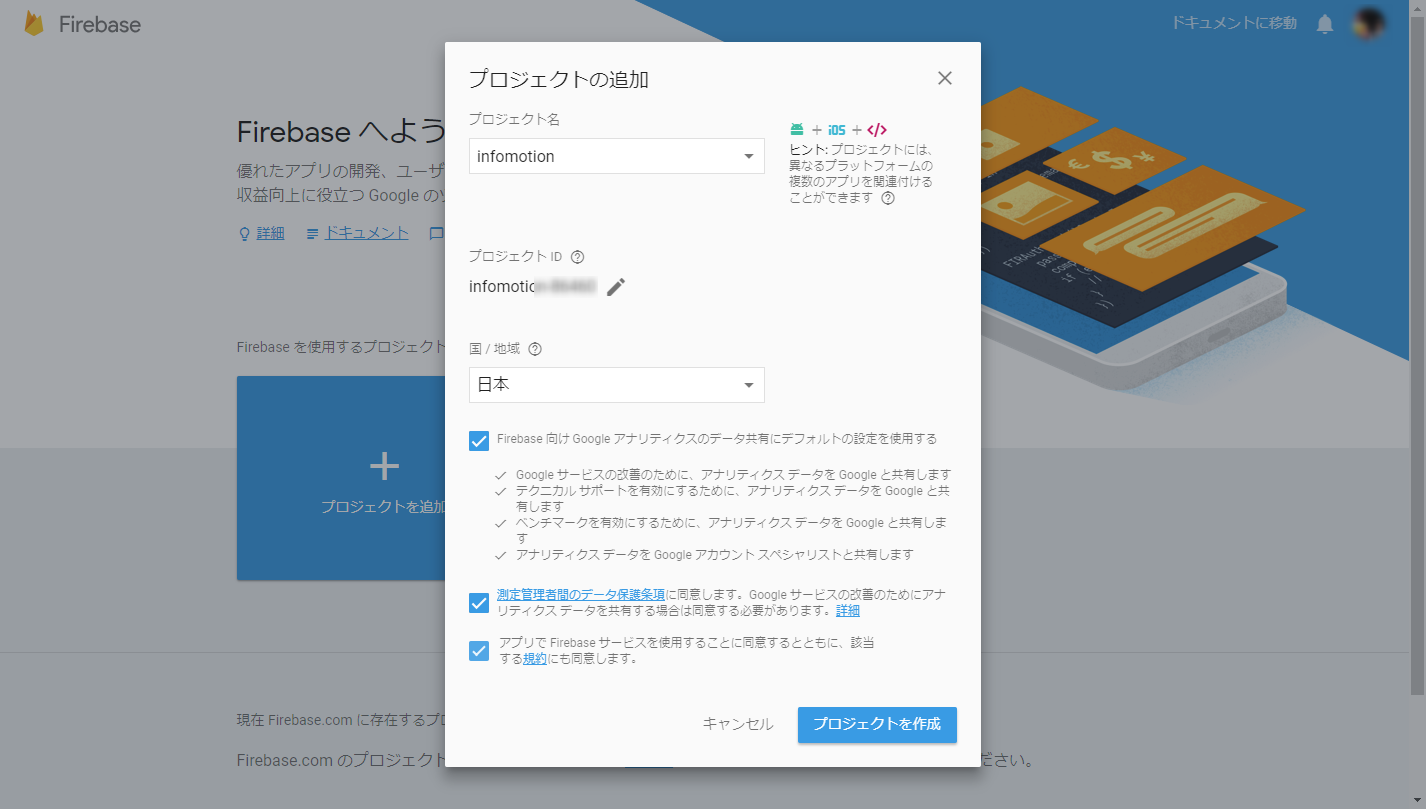 Firebase
ドキュメントに移動
Firebase へよう
優れたアプリの開発、ユーザ
収益向上に役立つ Google の
詳細
ドキュメント
Firebase を使用するプロジェクト
プロジェクトを追加
現在 Firebase.com に存在するプロ
Firebase.com のプロジェクト
ださい。
プロジェクトの追加
プロジェクト名
infomotion
+ iOS + </>
ヒント: プロジェクトには、
異なるプラットフォームの
複数のアプリを関連付ける
ことができます
プロジェクト ID
infomotio
国 / 地域
日本
Firebase 向け Google アナリティクスのデータ共有にデフォルトの設定を使用する
Google サービスの改善のために、アナリティクス データを Google と共有します
テクニカル サポートを有効にするために、アナリティクス データを Google と共
有します
ベンチマークを有効にするために、アナリティクス データを Google と共有しま
す
アナリティクス データを Google アカウント スペシャリストと共有します
測定管理者間のデータ保護条項に同意します。Google サービスの改善のためにアナ
リティクス データを共有する場合は同意する必要があります。詳細
アプリで Firebase サービスを使用することに同意するとともに、該当
する規約にも同意します。
キャンセル
プロジェクトを作成